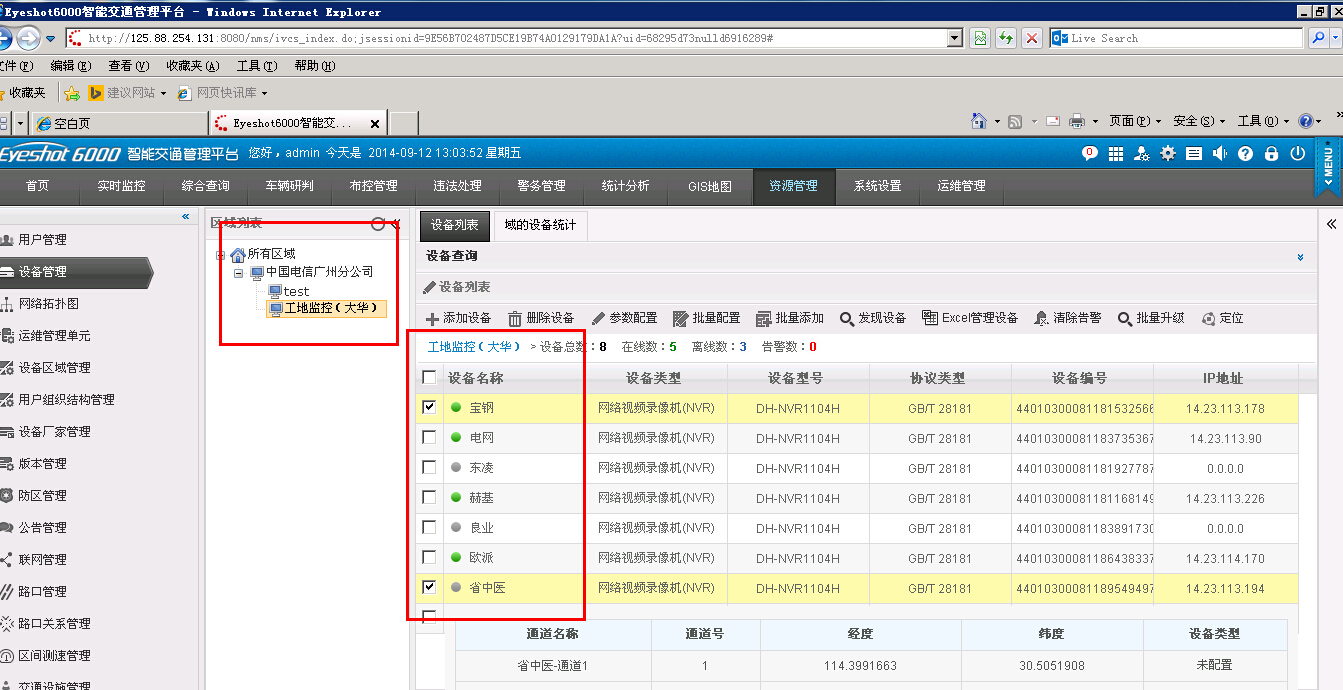 Eyeshot6000智能交通管理平台 - Windows Internet Explorer
http://125.88.254.131:8080/nms/ivcs_index.do;jsessionid=9E56B702487D5CE19B74A0129179DA1A?uid=68295d73nulld6916289#
Live Search
文件(F) 编辑(E) 查看(V) 收藏夹(A) 工具(T) 帮助(H)
收藏夹 建议网站 网页快讯库
空白页 Eyeshot6000智能交... 页面(P) 安全(S) 工具(O)
Eyeshot 6000 智能交通管理平台 您好，admin 今天是 2014-09-12 13:03:52 星期五 0 MENU
首页 实时监控 综合查询 车辆研判 布控管理 违法处理 警务管理 统计分析 GIS地图 资源管理 系统设置 运维管理
用户管理
设备管理
网络拓扑图
运维管理单元
设备区域管理
用户组织结构管理
设备厂家管理
版本管理
防区管理
公告管理
联网管理
路口管理
路口关系管理
区间测速管理
交通设施管理
区域列表
所有区域
中国电信广州分公司
test
工地监控（大华）
设备列表 域的设备统计
设备查询
设备列表
添加设备 删除设备 参数配置 批量配置 批量添加 发现设备 Excel管理设备 清除告警 批量升级 定位
工地监控（大华） > 设备总数：8 在线数：5 离线数：3 告警数：0
设备名称 设备类型 设备型号 协议类型 设备编号 IP地址
宝钢 网络视频录像机(NVR) DH-NVR1104H GB/T 28181 44010300081181532566 14.23.113.178
电网 网络视频录像机(NVR) DH-NVR1104H GB/T 28181 44010300081183735367 14.23.113.90
东凌 网络视频录像机(NVR) DH-NVR1104H GB/T 28181 44010300081181927787 0.0.0.0
赫基 网络视频录像机(NVR) DH-NVR1104H GB/T 28181 44010300081181168149 14.23.113.226
良业 网络视频录像机(NVR) DH-NVR1104H GB/T 28181 44010300081183891730 0.0.0.0
欧派 网络视频录像机(NVR) DH-NVR1104H GB/T 28181 44010300081186438337 14.23.114.170
省中医 网络视频录像机(NVR) DH-NVR1104H GB/T 28181 44010300081189549497 14.23.113.194
通道名称 通道号 经度 纬度 设备类型
省中医-通道1 1 114.3991663 30.5051908 未配置